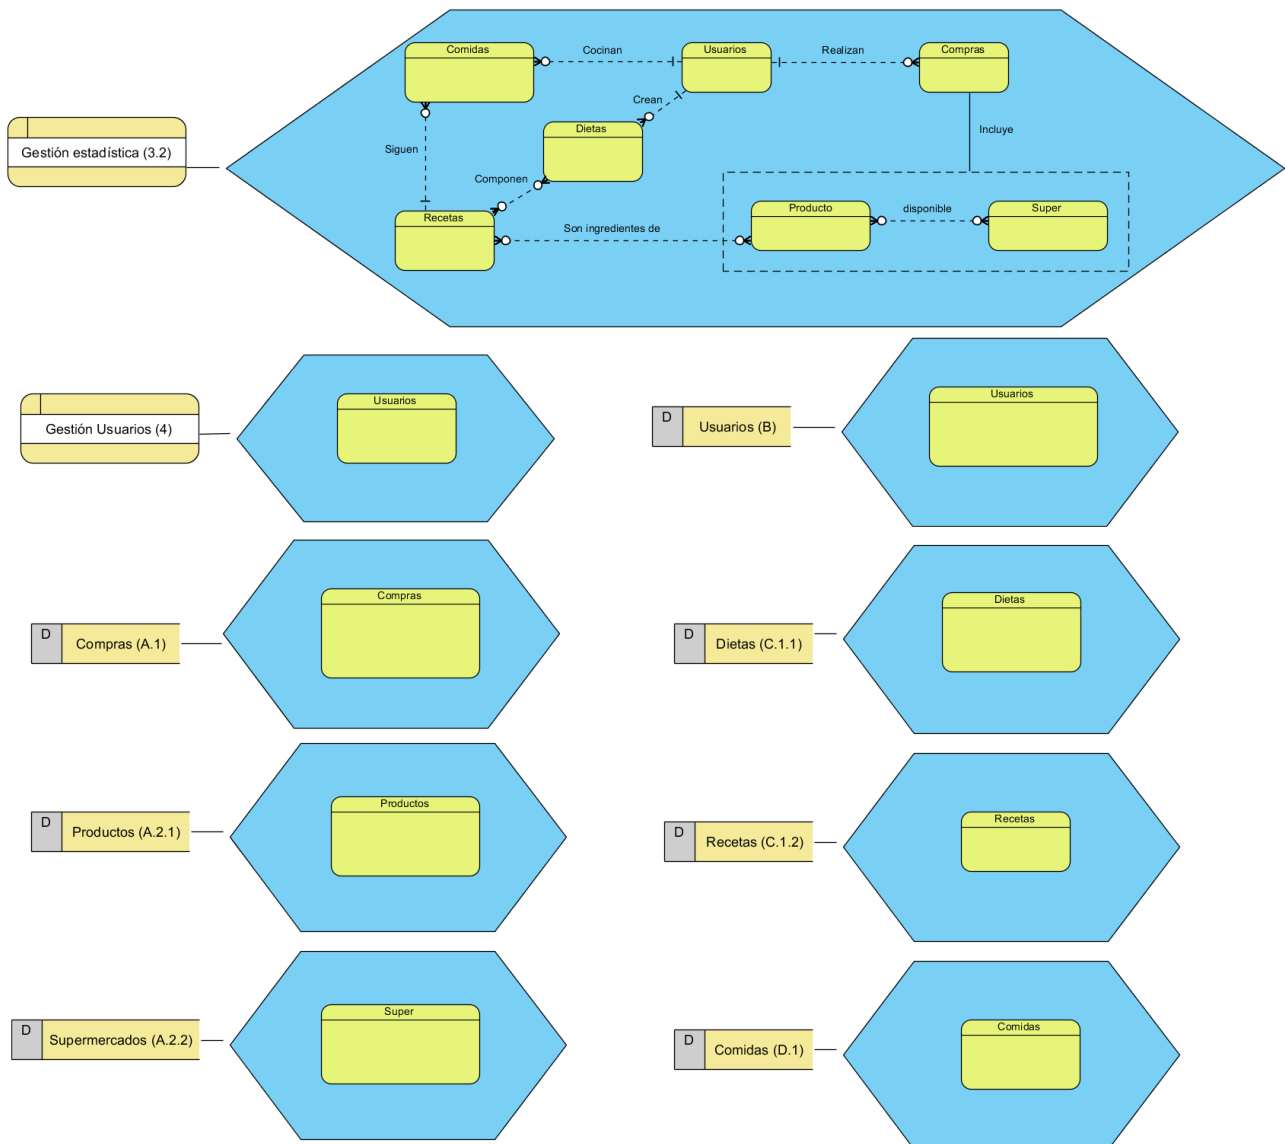 Comidas
Cocinan
Usuarios
Realizan
Compras
Crean
Dietas
Incluye
Gestión estadística (3.2)
Siguen
Componen
Recetas
Son ingredientes de
Producto
disponible
Super
Gestión Usuarios (4)
Usuarios
D
Usuarios (B)
Usuarios
D
Compras (A.1)
Compras
D
Dietas (C.1.1)
Dietas
D
Productos (A.2.1)
Productos
D
Recetas (C.1.2)
Recetas
D
Supermercados (A.2.2)
Super
D
Comidas (D.1)
Comidas